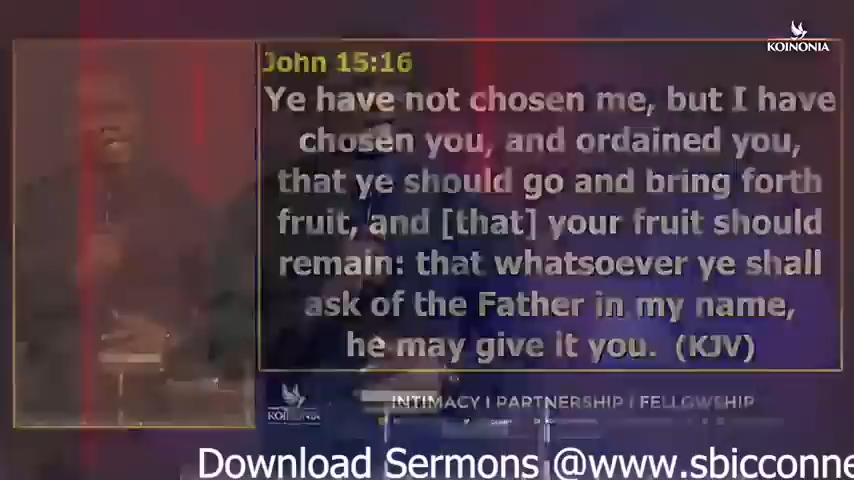 KOINONIA
John 15:16
Ye have not chosen me, but I have
chosen you, and ordained you,
that ye should go and bring forth
fruit, and [that] your fruit should
remain: that whatsoever ye shall
ask of the Father in my name,
he may give it you. (KJV)
INTIMACY | PARTNERSHIP | FELLOWSHIP
Download Sermons @www.sbicconne